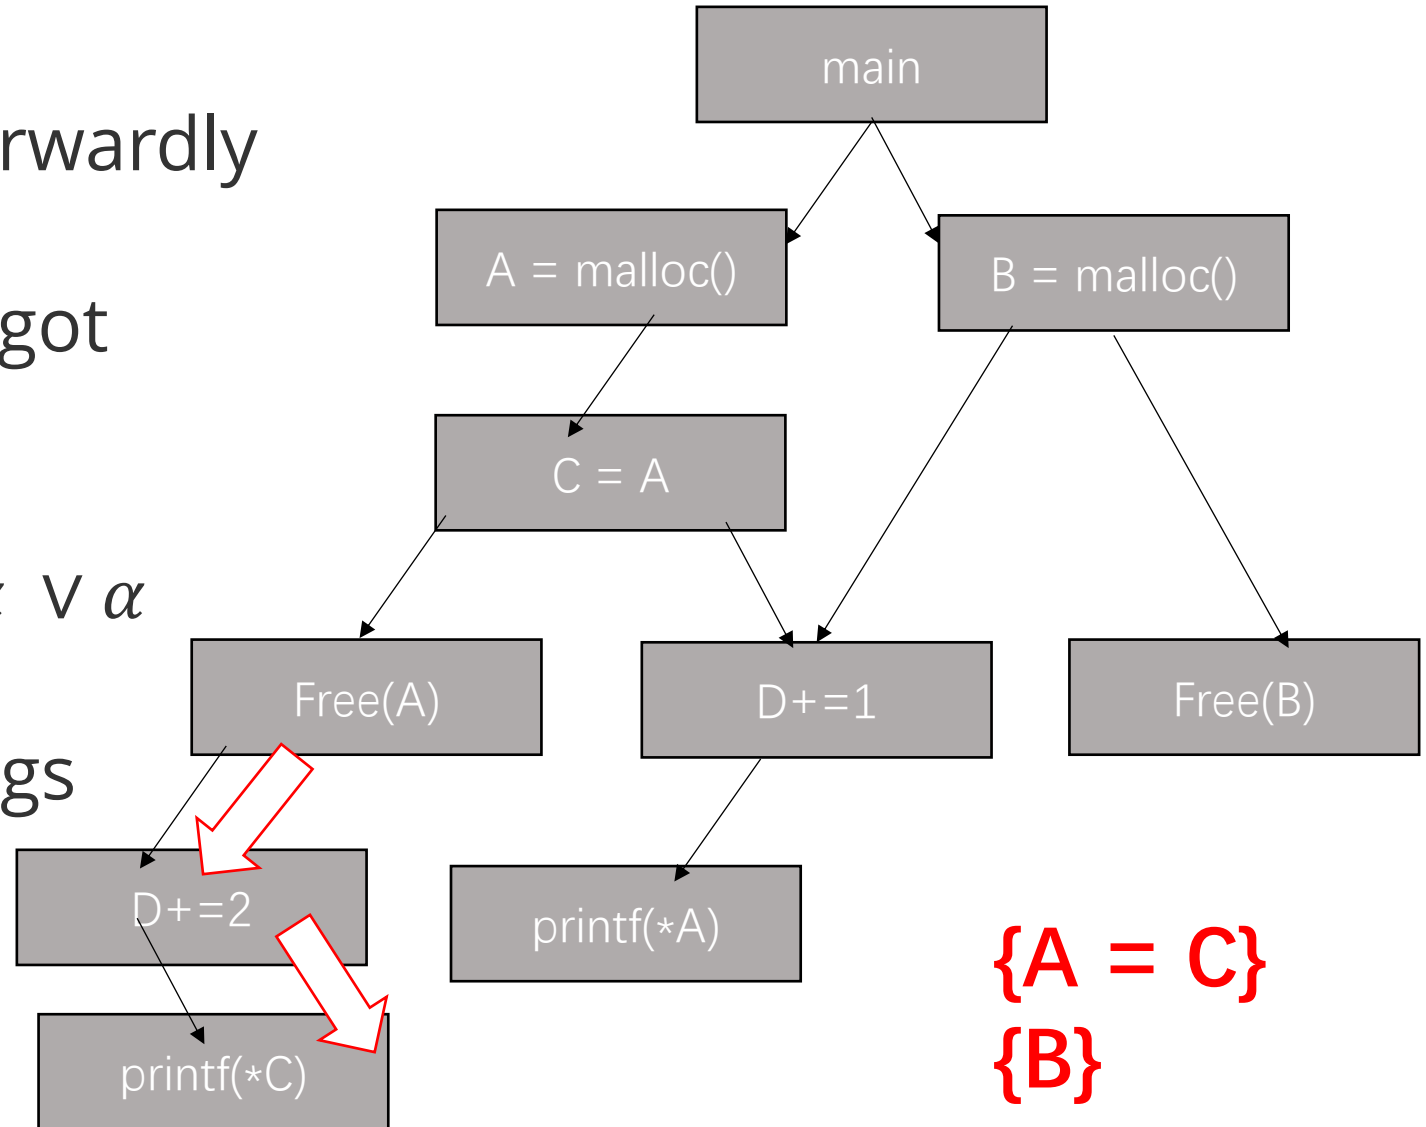 rwardly
got
∨ α
gs
main
A = malloc()
B = malloc()
C = A
Free(A)
D+=1
Free(B)
D+=2
printf(*A)
printf(*C)
{A = C}
{B}